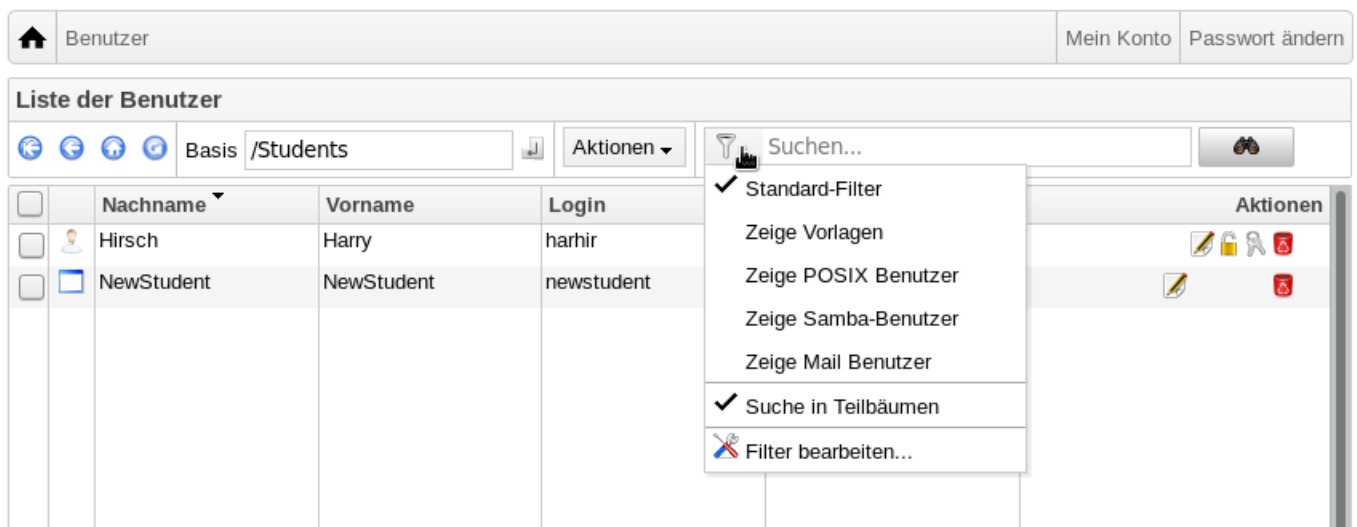 Benutzer Mein Konto Passwort ändern
Liste der Benutzer
Basis /Students Aktionen Suchen...
Nachname Vorname Login Aktionen
Hirsch Harry harhir
NewStudent NewStudent newstudent
Standard-Filter
Zeige Vorlagen
Zeige POSIX Benutzer
Zeige Samba-Benutzer
Zeige Mail Benutzer
Suche in Teilbäumen
Filter bearbeiten...